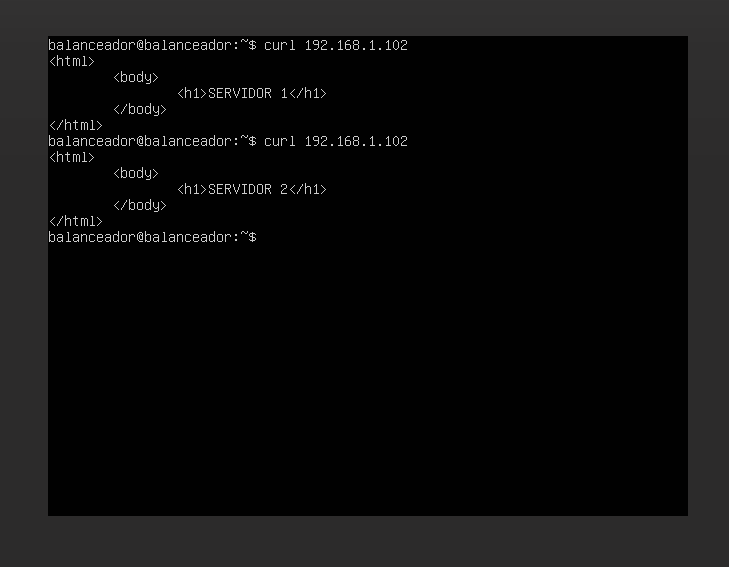 balanceador@balanceador:~$ curl 192.168.1.102
<html>
        <body>
                <h1>SERVIDOR 1</h1>
        </body>
</html>
balanceador@balanceador:~$ curl 192.168.1.102
<html>
        <body>
                <h1>SERVIDOR 2</h1>
        </body>
</html>
balanceador@balanceador:~$